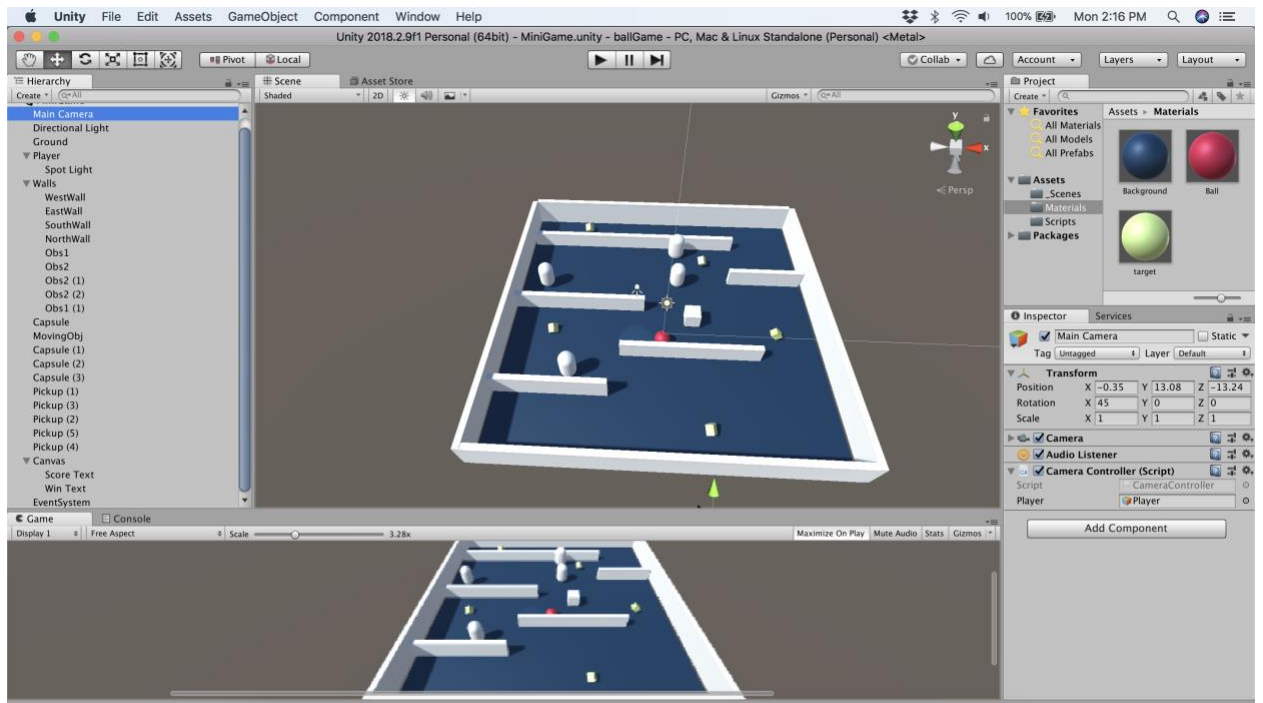 Unity File Edit Assets GameObject Component Window Help 100% Mon 2:16 PM
Unity 2018.2.9f1 Personal (64bit) - MiniGame.unity - ballGame - PC, Mac & Linux Standalone (Personal) <Metal>
Pivot Local Collab Account Layers Layout
Hierarchy
Create All
Main Camera
Directional Light
Ground
Player
Spot Light
Walls
WestWall
EastWall
SouthWall
NorthWall
Obs1
Obs2
Obs2 (1)
Obs2 (2)
Obs1 (1)
Capsule
MovingObj
Capsule (1)
Capsule (2)
Capsule (3)
Pickup (1)
Pickup (3)
Pickup (2)
Pickup (5)
Pickup (4)
Canvas
Score Text
Win Text
EventSystem
Scene Asset Store
Shaded 2D Gizmos All
y
x
Persp
Project
Create
Favorites
All Materials
All Models
All Prefabs
Assets
_Scenes
Materials
Scripts
Packages
Assets Materials
Background Ball
target
Inspector Services
Main Camera Static
Tag Untagged Layer Default
Transform
Position X -0.35 Y 13.08 Z -13.24
Rotation X 45 Y 0 Z 0
Scale X 1 Y 1 Z 1
Camera
Audio Listener
Camera Controller (Script)
Script CameraController
Player Player
Add Component
Game Console
Display 1 Free Aspect Scale 3.28x Maximize On Play Mute Audio Stats Gizmos